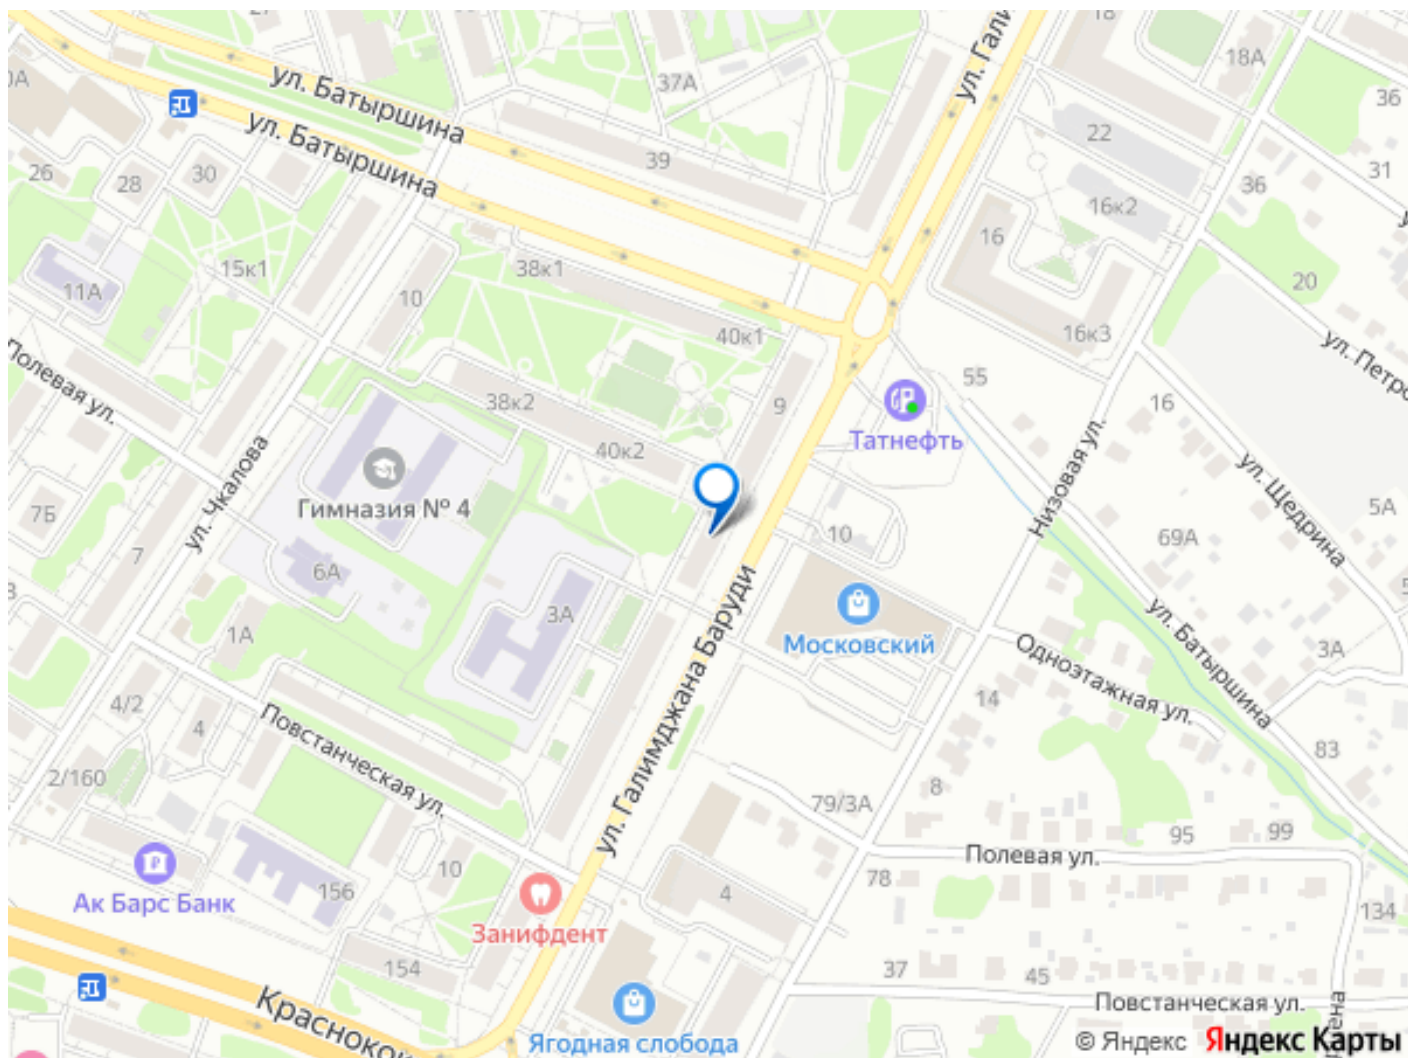 18
ул. Батыршина
37А
18А
36
ул. Батыршина
39
22
31
26
28
30
36
16к2
16
15к1
38к1
20
11А
10
40к1
16к3
ул. Петро
Полевая ул.
55
38к2
9
16
Татнефть
40к2
Гимназия № 4
Низовая ул.
ул. Щедрина
5А
7Б
ул. Чкалова
10
69А
7
6А
3А
ул. Галимджана Баруди
Московский
ул. Батыршина
1А
3А
Одноэтажная ул.
4/2
4
14
Повстанческая ул.
83
2/160
8
79/3А
95
99
Полевая ул.
156
10
78
4
134
Ак Барс Банк
Занифдент
154
37
45
Повстанческая ул.
Краснокок
Ягодная слобода
© Яндекс Яндекс Карты